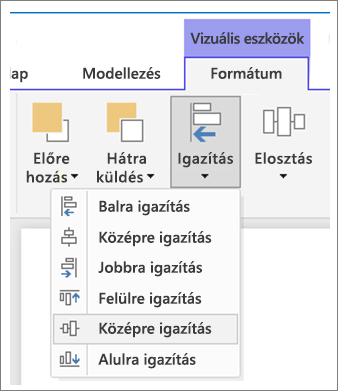 Vizuális eszközök
lap Modellezés Formátum
Előre hozás Hátra küldés Igazítás Elosztás
Balra igazítás
Középre igazítás
Jobbra igazítás
Felülre igazítás
Középre igazítás
Alulra igazítás